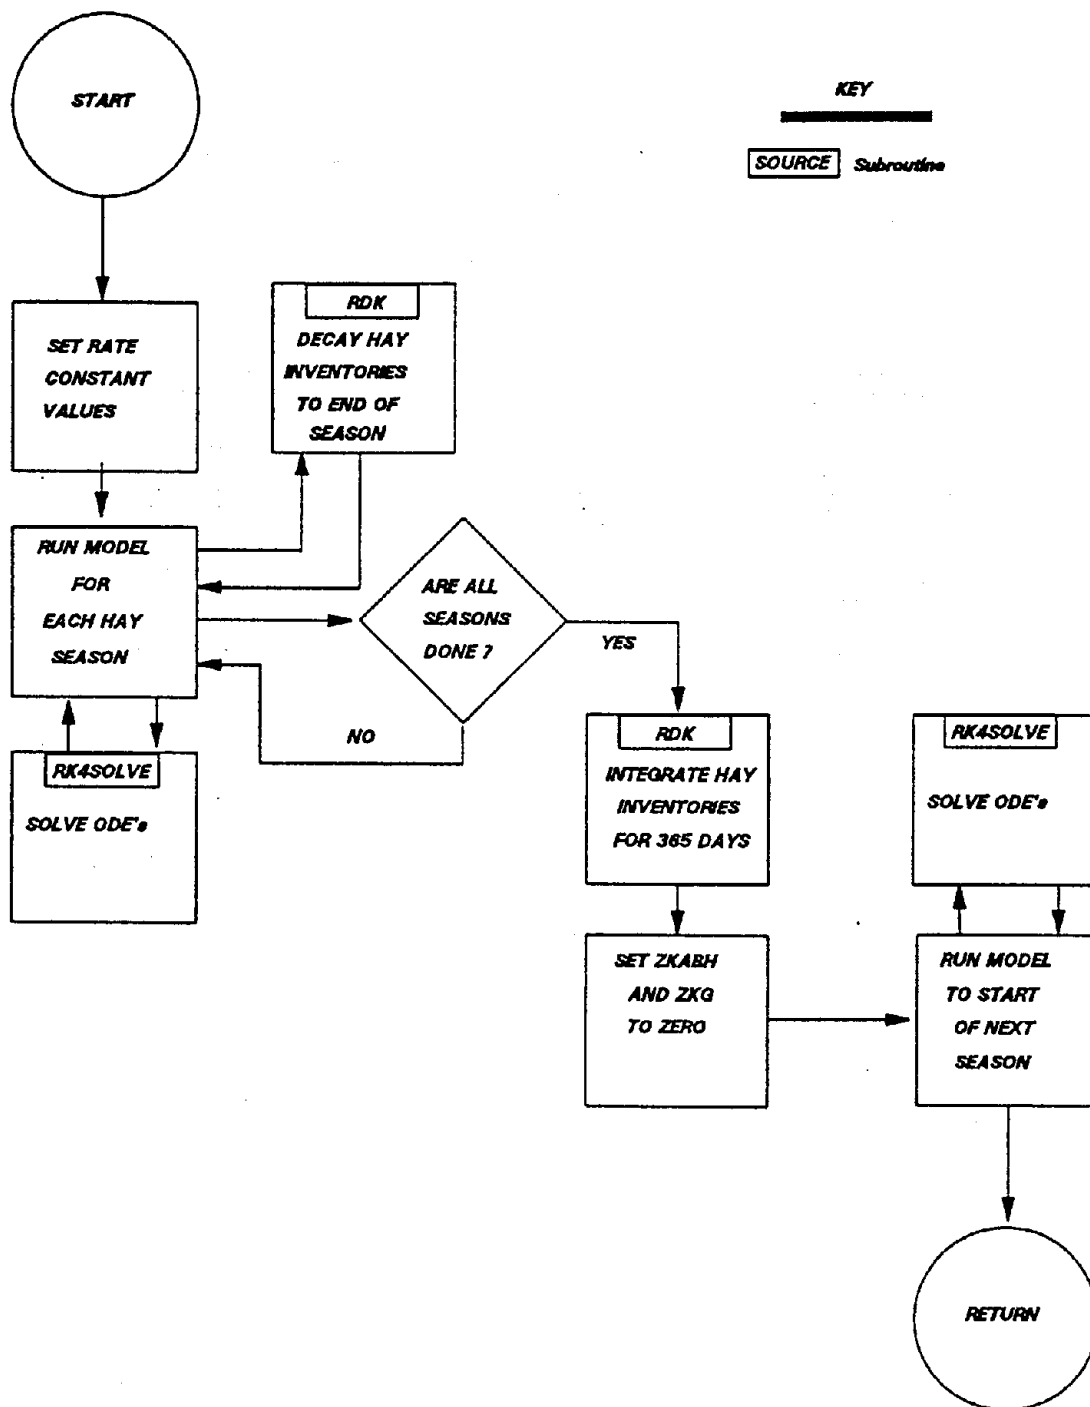 START
KEY
SOURCE Subroutine
SET RATE
CONSTANT
VALUES
RDK
DECAY HAY
INVENTORIES
TO END OF
SEASON
RUN MODEL
FOR
EACH HAY
SEASON
ARE ALL
SEASONS
DONE ?
YES
NO
RK4SOLVE
SOLVE ODE's
RDK
INTEGRATE HAY
INVENTORIES
FOR 365 DAYS
RK4SOLVE
SOLVE ODE's
SET ZKABH
AND ZKG
TO ZERO
RUN MODEL
TO START
OF NEXT
SEASON
RETURN